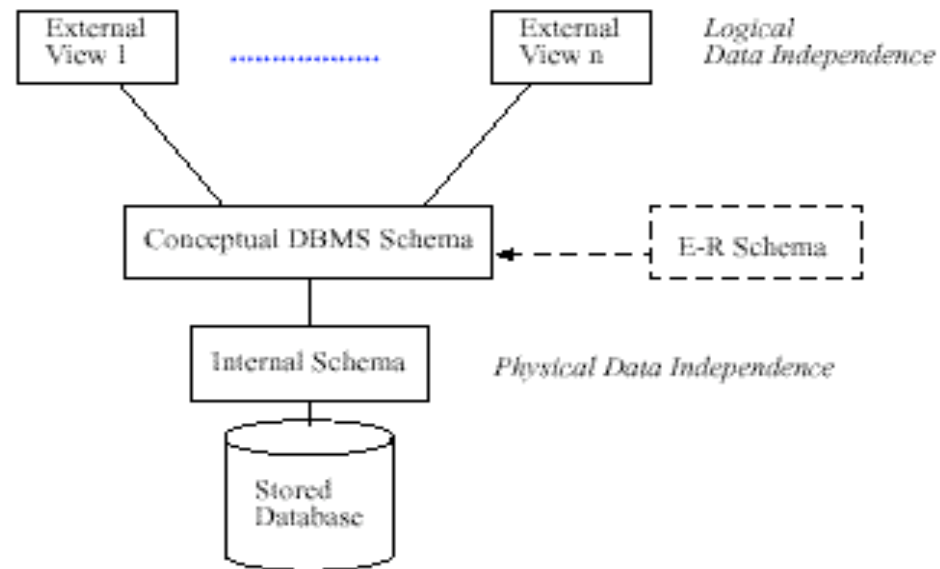 External
View 1
External
View n
Logical
Data Independence
Conceptual DBMS Schema
E-R Schema
Internal Schema
Physical Data Independence
Stored
Database